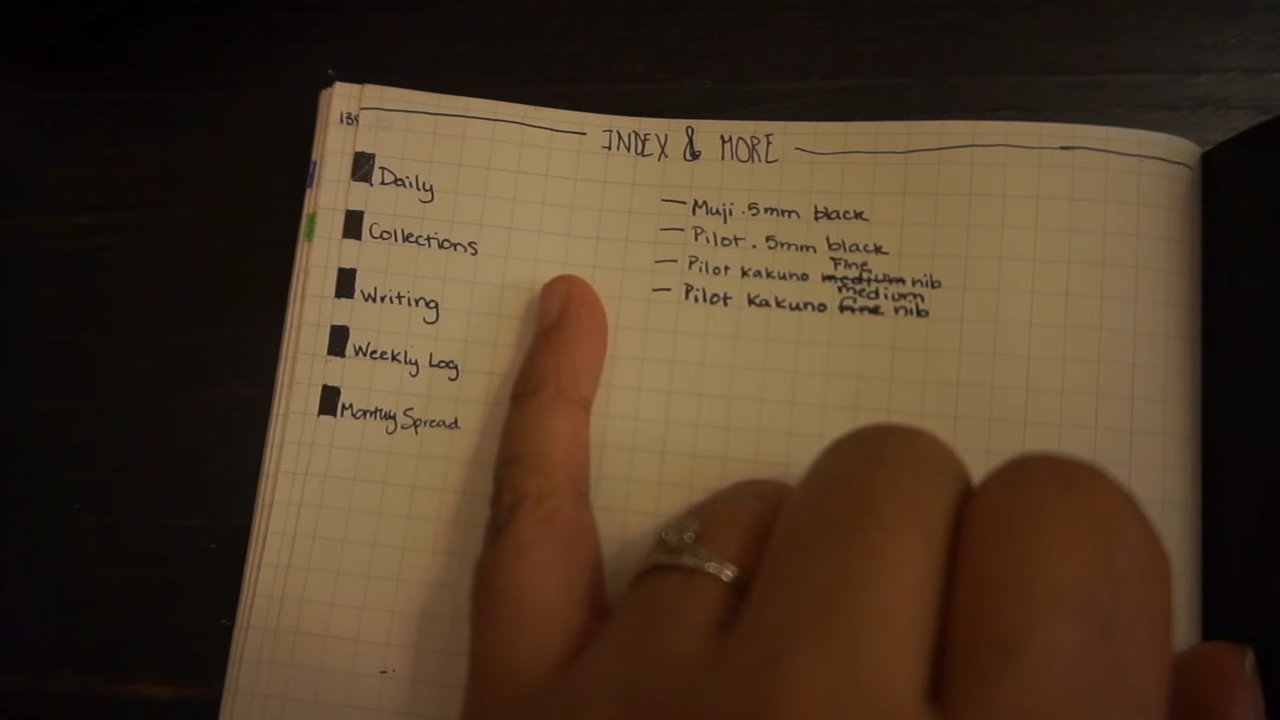 139
INDEX & MORE
Daily
Collections
Writing
Weekly Log
Monthly Spread
— Muji .5mm black
— Pilot .5mm black
— Pilot kakuno medium Fine nib
— Pilot Kakuno fine medium nib